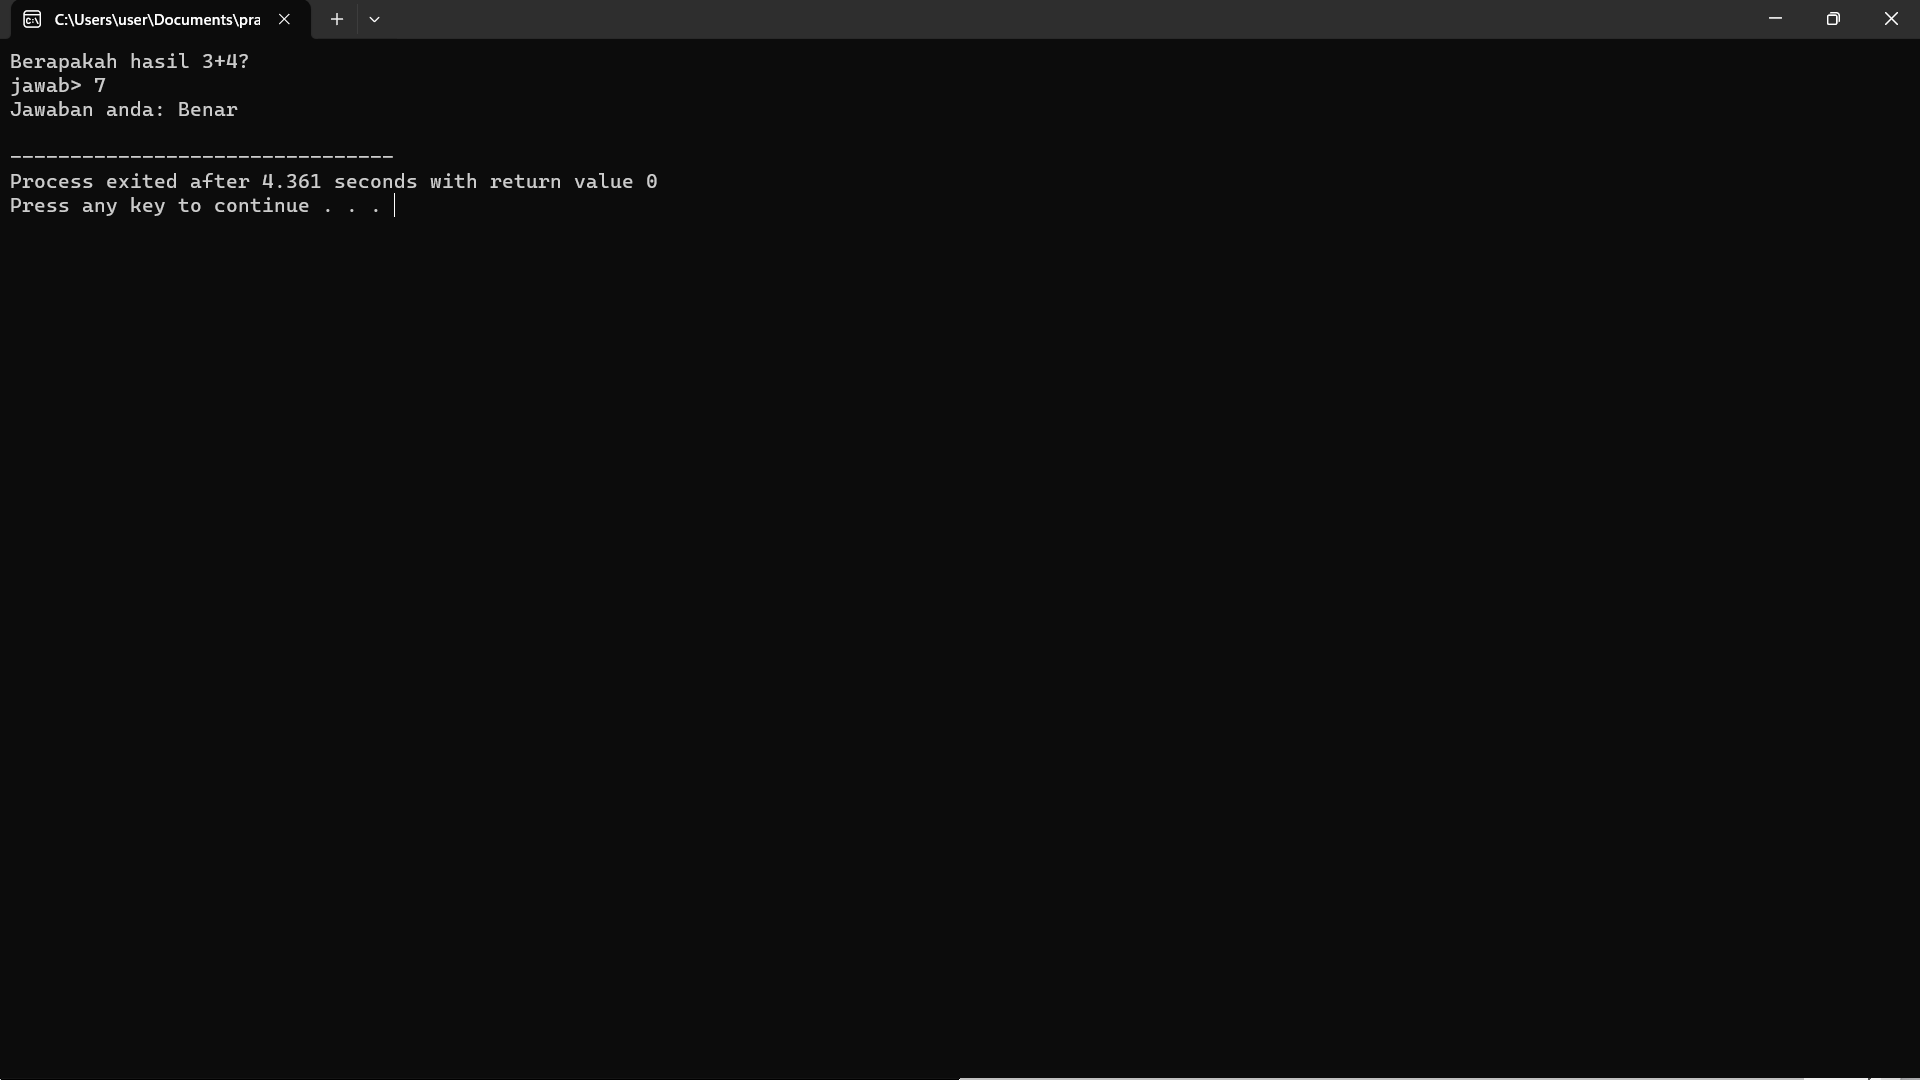 C:\Users\user\Documents\pra
Berapakah hasil 3+4?
jawab> 7
Jawaban anda: Benar
--------------------------------
Process exited after 4.361 seconds with return value 0
Press any key to continue . . .